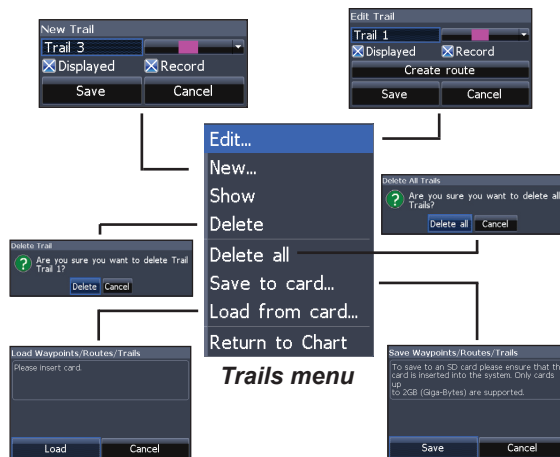 New Trail
Trail 3
Displayed
Record
Save
Cancel
Edit Trail
Trail 1
Displayed
Record
Create route
Save
Cancel
Edit...
New...
Show
Delete
Delete all
Save to card...
Load from card...
Return to Chart
Trails menu
Delete All Trails
Are you sure you want to delete all
Trails?
Delete all
Cancel
Delete Trail
Are you sure you want to delete Trail
Trail 1?
Delete
Cancel
Load Waypoints/Routes/Trails
Please insert card.
Load
Cancel
Save Waypoints/Routes/Trails
To save to an SD card please ensure that th
card is inserted into the system. Only cards
up
to 2GB (Giga-Bytes) are supported.
Save
Cancel